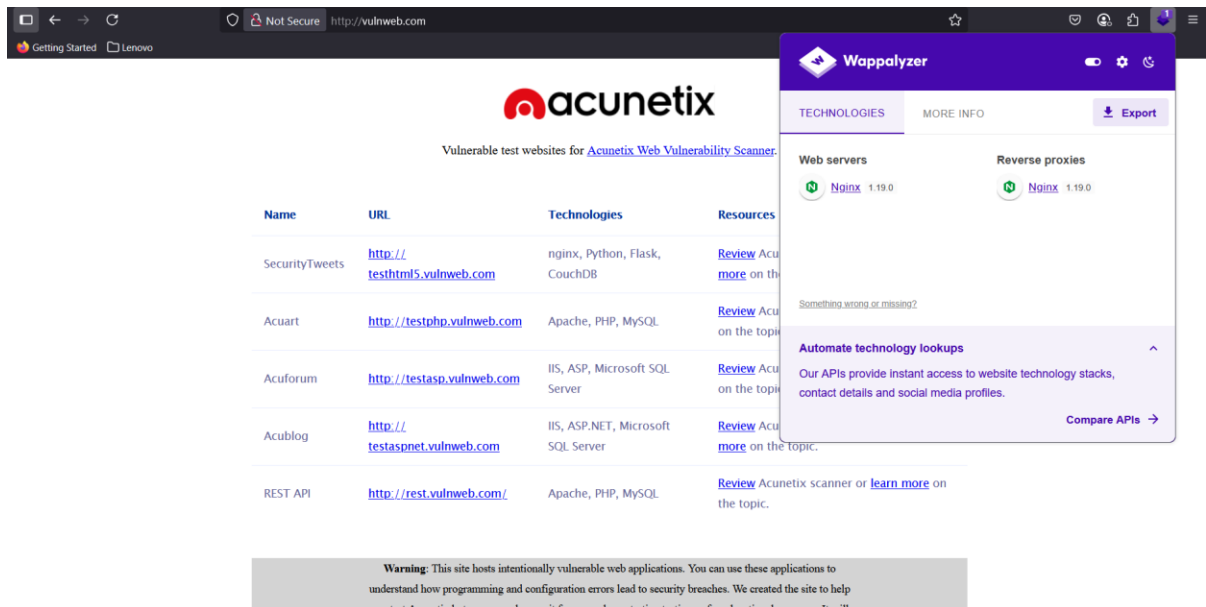 Not Secure http://vulnweb.com
1
Getting Started Lenovo
Wappalyzer
TECHNOLOGIES MORE INFO Export
Web servers Reverse proxies
Nginx 1.19.0 Nginx 1.19.0
Something wrong or missing?
Automate technology lookups
Our APIs provide instant access to website technology stacks,
contact details and social media profiles.
Compare APIs
acunetix
Vulnerable test websites for Acunetix Web Vulnerability Scanner.
Name URL Technologies Resources
SecurityTweets http:// testhtml5.vulnweb.com nginx, Python, Flask, CouchDB Review Acu more on th
Acuart http://testphp.vulnweb.com Apache, PHP, MySQL Review Acu on the topi
Acuforum http://testasp.vulnweb.com IIS, ASP, Microsoft SQL Server Review Acu on the topi
Acublog http:// testaspnet.vulnweb.com IIS, ASP.NET, Microsoft SQL Server Review Acu more on the topic.
REST API http://rest.vulnweb.com/ Apache, PHP, MySQL Review Acunetix scanner or learn more on the topic.
Warning: This site hosts intentionally vulnerable web applications. You can use these applications to
understand how programming and configuration errors lead to security breaches. We created the site to help